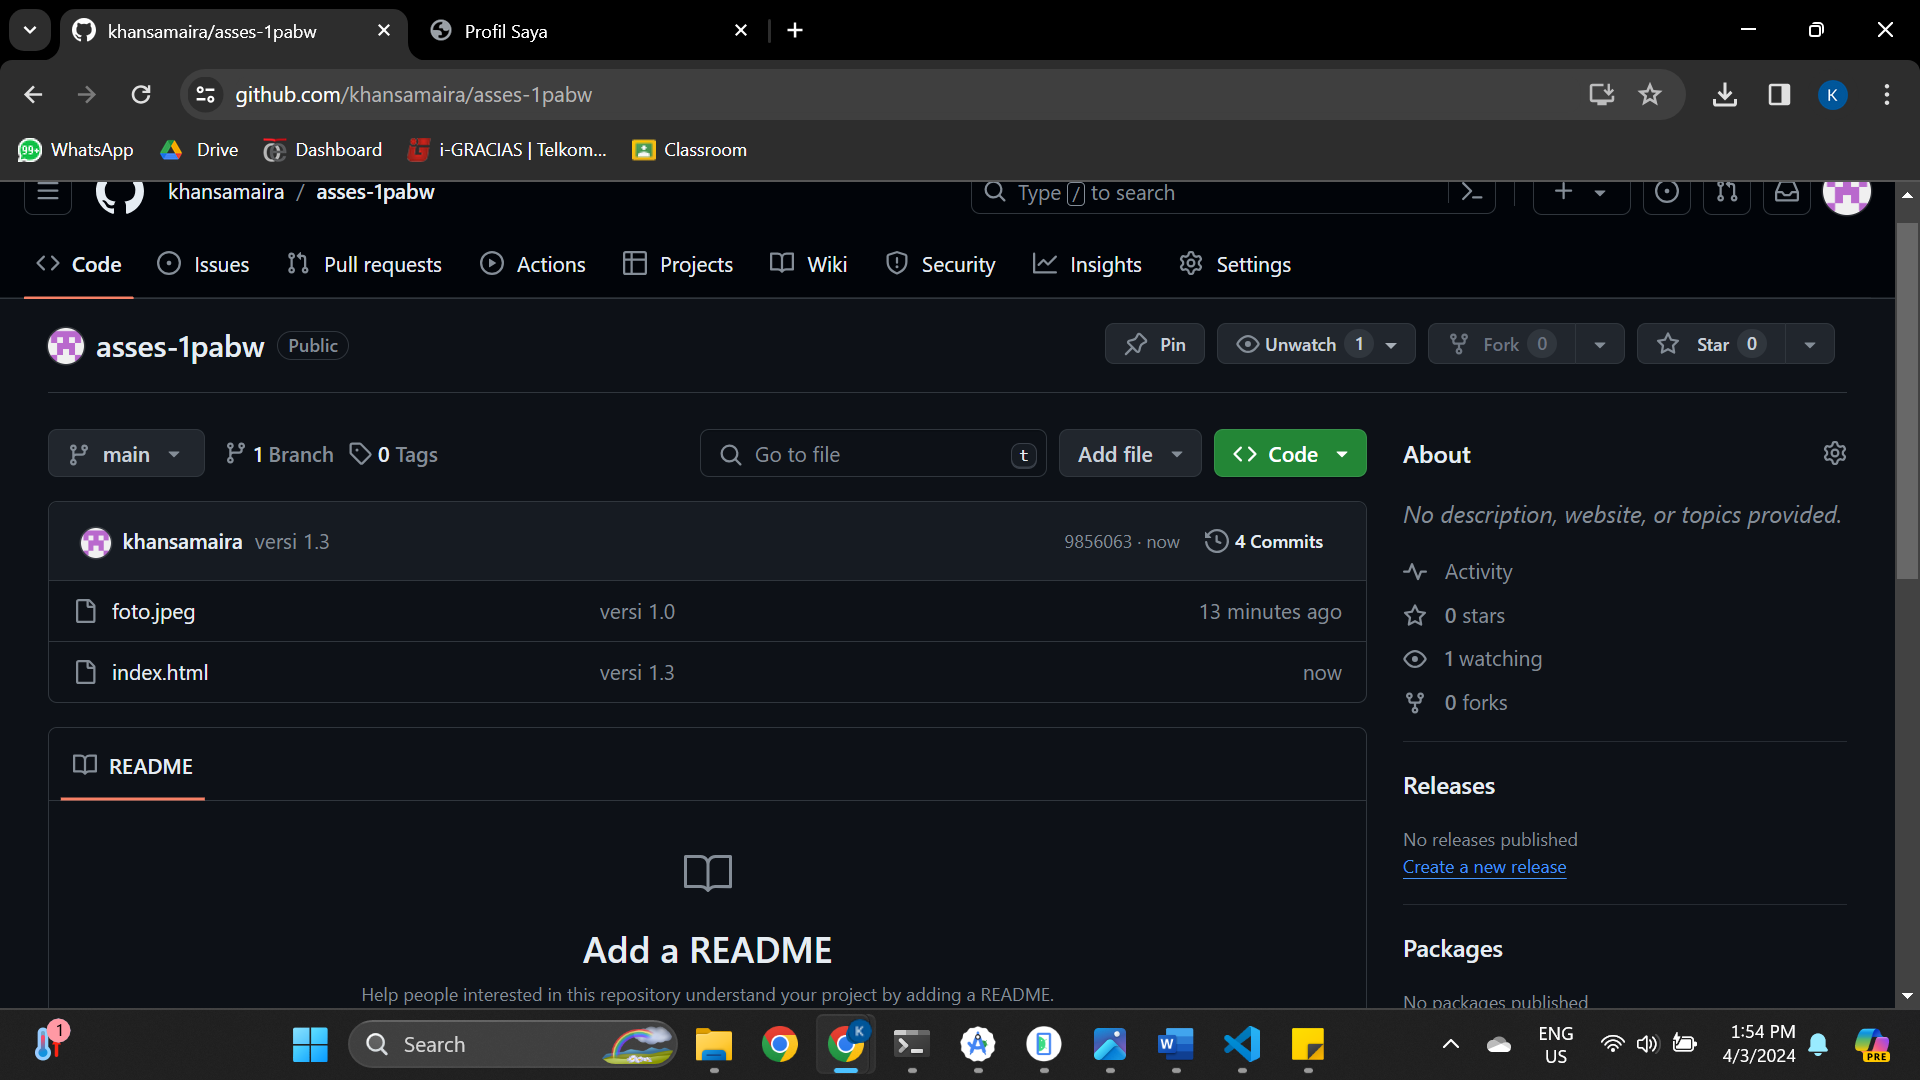 khansamaira/asses-1pabw
Profil Saya
github.com/khansamaira/asses-1pabw
K
99+ WhatsApp
Drive
Dashboard
i-GRACIAS | Telkom...
Classroom
khansamaira / asses-1pabw
Type / to search
Code
Issues
Pull requests
Actions
Projects
Wiki
Security
Insights
Settings
asses-1pabw Public
Pin
Unwatch 1
Fork 0
Star 0
main
1 Branch
0 Tags
Go to file t
Add file
Code
khansamaira versi 1.3
9856063 · now
4 Commits
foto.jpeg versi 1.0 13 minutes ago
index.html versi 1.3 now
README
Add a README
Help people interested in this repository understand your project by adding a README.
About
No description, website, or topics provided.
Activity
0 stars
1 watching
0 forks
Releases
No releases published
Create a new release
Packages
No packages published
1
Search
K
W
ENG
US
1:54 PM
4/3/2024
PRE